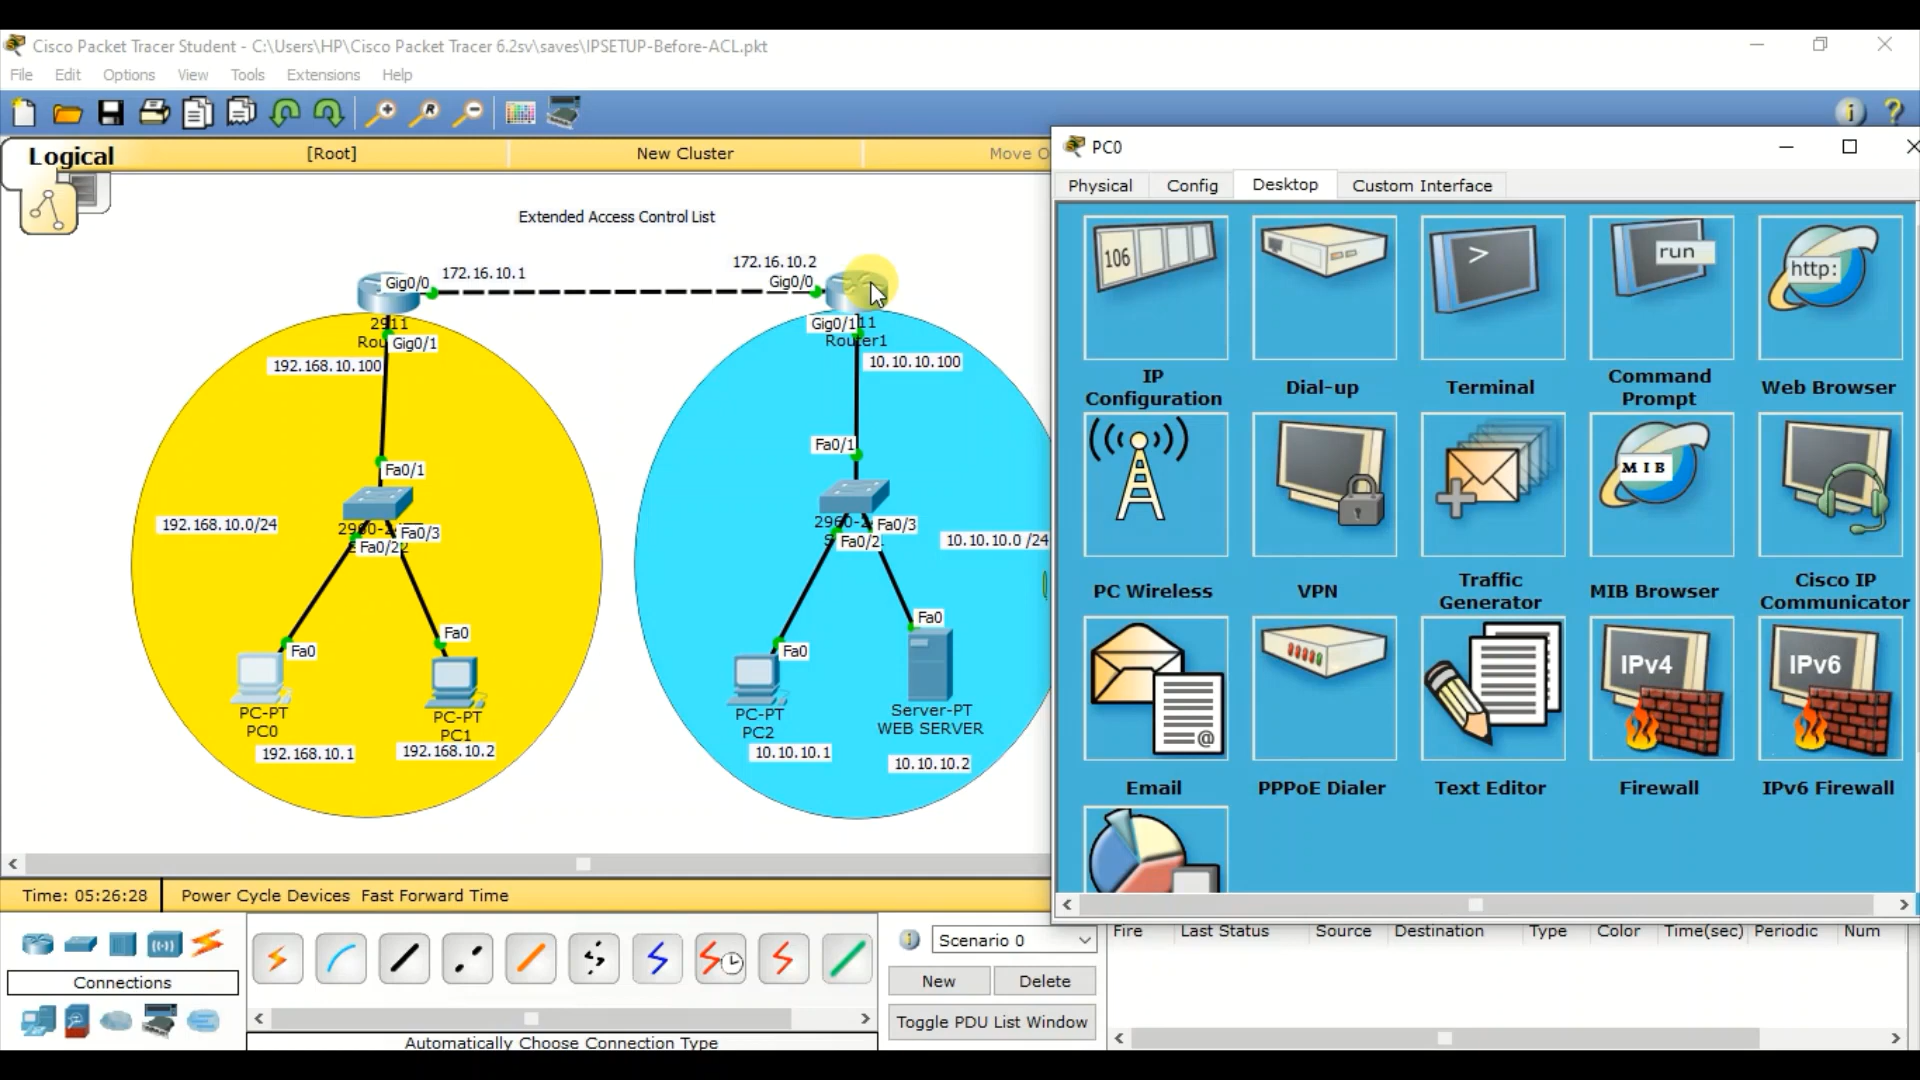 Cisco Packet Tracer Student - C:\Users\HP\Cisco Packet Tracer 6.2sv\saves\IPSETUP-Before-ACL.pkt
File Edit Options View Tools Extensions Help
Logical [Root] New Cluster Move O
Extended Access Control List
172.16.10.1
172.16.10.2
Gig0/0
Gig0/0
2911
Rou
Gig0/1
192.168.10.100
Gig0/1 11
Router1
10.10.10.100
Fa0/1
Fa0/1
192.168.10.0/24
Fa0/3
Fa0/2
Fa0/3
Fa0/2
10.10.10.0 /24
Fa0
Fa0
PC-PT
PC0
192.168.10.1
PC-PT
PC1
192.168.10.2
Fa0
Fa0
PC-PT
PC2
10.10.10.1
Server-PT
WEB SERVER
10.10.10.2
PC0
Physical Config Desktop Custom Interface
106
>
run
http:
IP Configuration
Dial-up
Terminal
Command Prompt
Web Browser
MIB
PC Wireless
VPN
Traffic Generator
MIB Browser
Cisco IP Communicator
@
IPv4
IPv6
Email
PPPoE Dialer
Text Editor
Firewall
IPv6 Firewall
Time: 05:26:28 Power Cycle Devices Fast Forward Time
Connections
Automatically Choose Connection Type
Scenario 0
New Delete
Toggle PDU List Window
Fire Last Status Source Destination Type Color Time(sec) Periodic Num